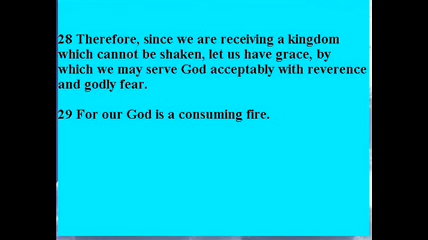 28 Therefore, since we are receiving a kingdom
which cannot be shaken, let us have grace, by
which we may serve God acceptably with reverence
and godly fear.
29 For our God is a consuming fire.